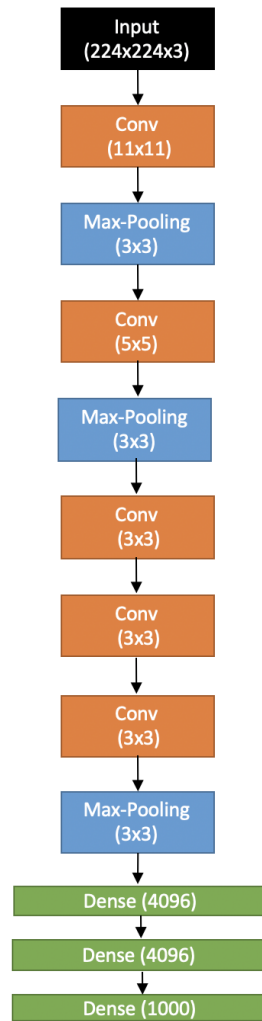 Input
(224x224x3)
Conv
(11x11)
Max-Pooling
(3x3)
Conv
(5x5)
Max-Pooling
(3x3)
Conv
(3x3)
Conv
(3x3)
Conv
(3x3)
Max-Pooling
(3x3)
Dense (4096)
Dense (4096)
Dense (1000)